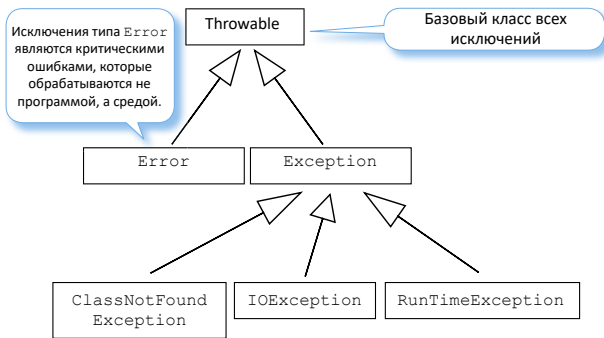 Исключения типа Error
являются критическими
ошибками, которые
обрабатываются не
программой, а средой.
Throwable
Базовый класс всех
исключений
Error
Exception
ClassNotFound
Exception
IOException
RunTimeException